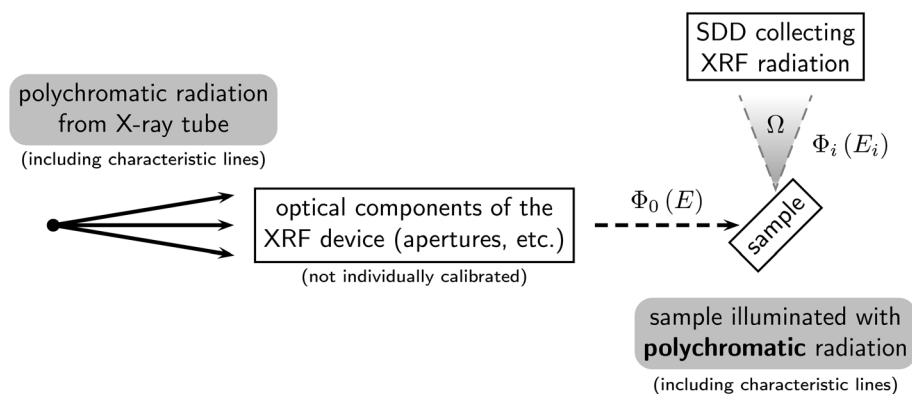 SDD collecting
XRF radiation
polychromatic radiation
from X-ray tube
(including characteristic lines)
Ω
Φᵢ (Eᵢ)
optical components of the
XRF device (apertures, etc.)
(not individually calibrated)
Φ₀ (E)
sample
sample illuminated with
polychromatic radiation
(including characteristic lines)